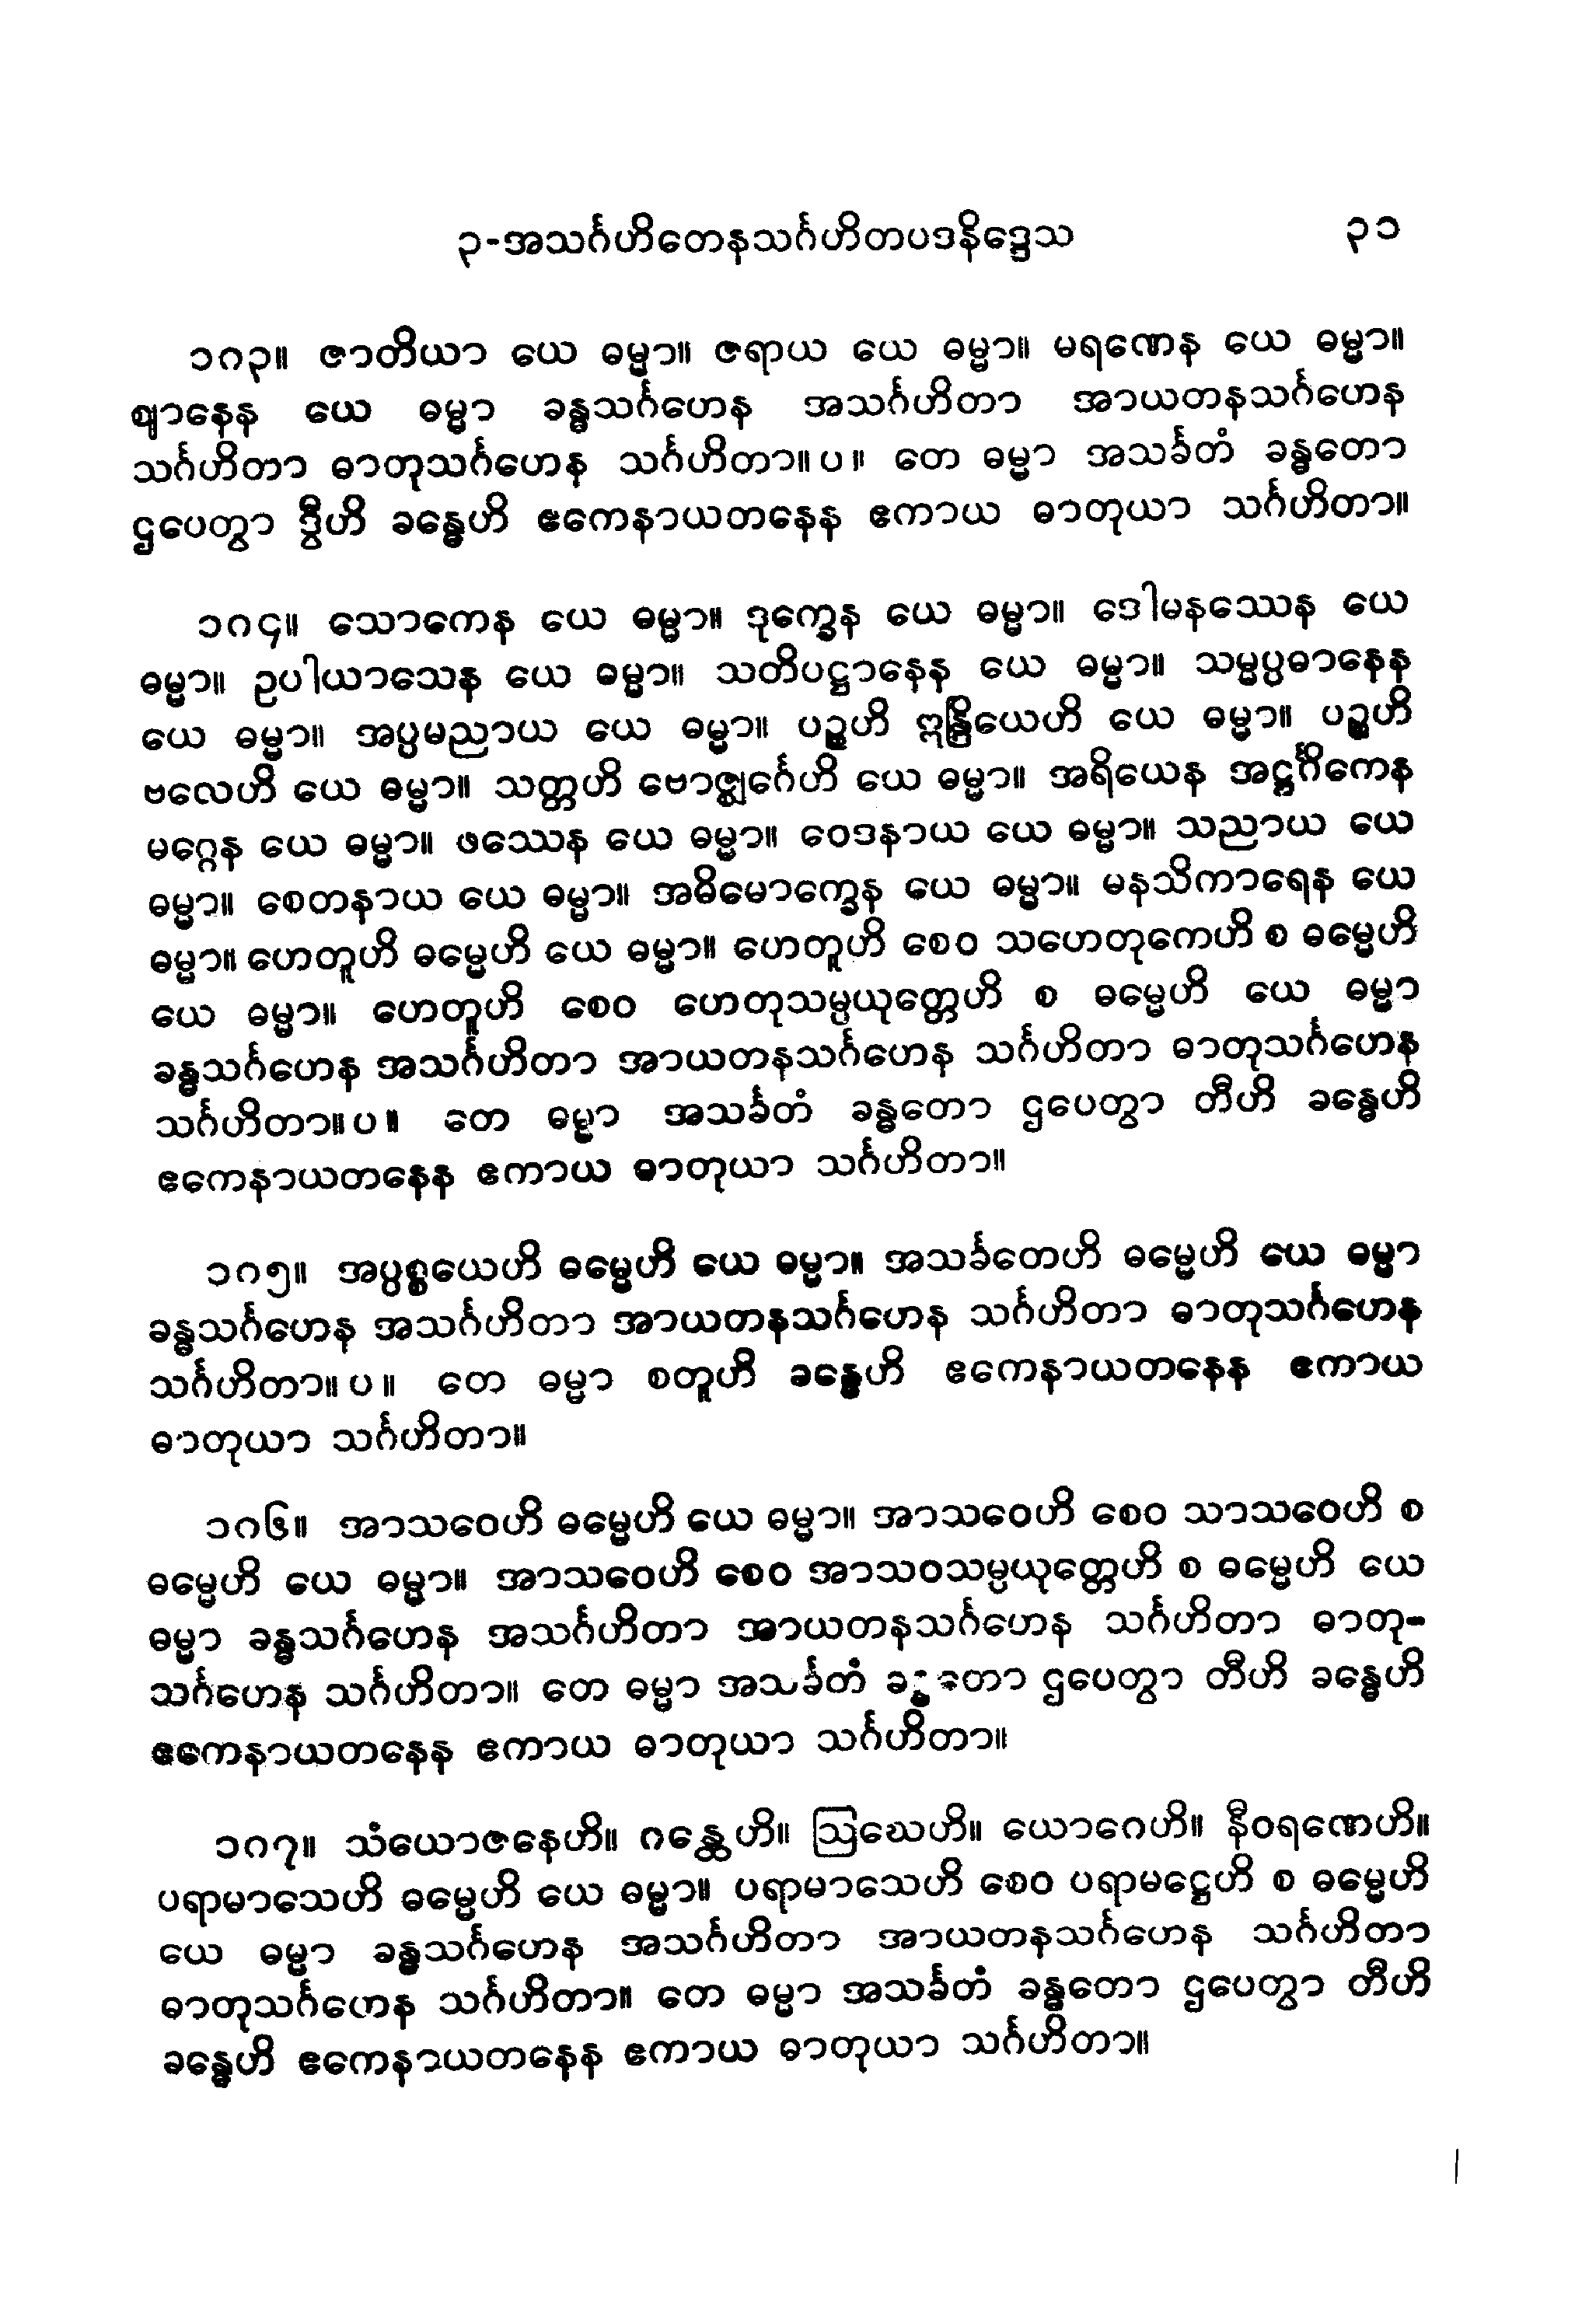 ၃-အသင်္ဂဟိတေနသင်္ဂဟိတပဒနိဒ္ဒေသ ၃၁
၁၈၃။ ဇာတိယာ ယေ ဓမ္မာ။ ဇရာယ ယေ ဓမ္မာ။ မရဏေန ယေ ဓမ္မာ။
ဈာနေန ယေ ဓမ္မာ ခန္ဓသင်္ဂဟေန အသင်္ဂဟိတာ အာယတနသင်္ဂဟေန
သင်္ဂဟိတာ ဓာတုသင်္ဂဟေန သင်္ဂဟိတာ။ပ။ တေ ဓမ္မာ အသင်္ခတံ ခန္ဓတော
ဌပေတွာ ဒွီဟိ ခန္ဓေဟိ ဧကေနာယတနေန ဧကာယ ဓာတုယာ သင်္ဂဟိတာ။
၁၈၄။ သောကေန ယေ ဓမ္မာ။ ဒုက္ခေန ယေ ဓမ္မာ။ ဒေါမနဿေန ယေ
ဓမ္မာ။ ဥပါယာသေန ယေ ဓမ္မာ။ သတိပဋ္ဌာနေန ယေ ဓမ္မာ။ သမ္မပ္ပဓာနေန
ယေ ဓမ္မာ။ အပ္ပမညာယ ယေ ဓမ္မာ။ ပဉ္စဟိ ဣန္ဒြိယေဟိ ယေ ဓမ္မာ။ ပဉ္စဟိ
ဗလေဟိ ယေ ဓမ္မာ။ သတ္တဟိ ဗောဇ္ဈင်္ဂေဟိ ယေ ဓမ္မာ။ အရိယေန အဋ္ဌင်္ဂိကေန
မဂ္ဂေန ယေ ဓမ္မာ။ ဖဿေန ယေ ဓမ္မာ။ ဝေဒနာယ ယေ ဓမ္မာ။ သညာယ ယေ
ဓမ္မာ။ စေတနာယ ယေ ဓမ္မာ။ အဓိမောက္ခေန ယေ ဓမ္မာ။ မနသိကာရေန ယေ
ဓမ္မာ။ ဟေတူဟိ ဓမ္မေဟိ ယေ ဓမ္မာ။ ဟေတူဟိ စေဝ သဟေတုကေဟိ စ ဓမ္မေဟိ
ယေ ဓမ္မာ။ ဟေတူဟိ စေဝ ဟေတုသမ္ပယုတ္တေဟိ စ ဓမ္မေဟိ ယေ ဓမ္မာ
ခန္ဓသင်္ဂဟေန အသင်္ဂဟိတာ အာယတနသင်္ဂဟေန သင်္ဂဟိတာ ဓာတုသင်္ဂဟေန
သင်္ဂဟိတာ။ပ။ တေ ဓမ္မာ အသင်္ခတံ ခန္ဓတော ဌပေတွာ တီဟိ ခန္ဓေဟိ
ဧကေနာယတနေန ဧကာယ ဓာတုယာ သင်္ဂဟိတာ။
၁၈၅။ အပ္ပစ္စယေဟိ ဓမ္မေဟိ ယေ ဓမ္မာ။ အသင်္ခတေဟိ ဓမ္မေဟိ ယေ ဓမ္မာ
ခန္ဓသင်္ဂဟေန အသင်္ဂဟိတာ အာယတနသင်္ဂဟေန သင်္ဂဟိတာ ဓာတုသင်္ဂဟေန
သင်္ဂဟိတာ။ပ။ တေ ဓမ္မာ စတူဟိ ခန္ဓေဟိ ဧကေနာယတနေန ဧကာယ
ဓာတုယာ သင်္ဂဟိတာ။
၁၈၆။ အာသဝေဟိ ဓမ္မေဟိ ယေ ဓမ္မာ။ အာသဝေဟိ စေဝ သာသဝေဟိ စ
ဓမ္မေဟိ ယေ ဓမ္မာ။ အာသဝေဟိ စေဝ အာသဝသမ္ပယုတ္တေဟိ စ ဓမ္မေဟိ ယေ
ဓမ္မာ ခန္ဓသင်္ဂဟေန အသင်္ဂဟိတာ အာယတနသင်္ဂဟေန သင်္ဂဟိတာ ဓာတု-
သင်္ဂဟေန သင်္ဂဟိတာ။ တေ ဓမ္မာ အသင်္ခတံ ခန္ဓတော ဌပေတွာ တီဟိ ခန္ဓေဟိ
ဧကေနာယတနေန ဧကာယ ဓာတုယာ သင်္ဂဟိတာ။
၁၈၇။ သံယောဇနေဟိ။ ဂန္ထေဟိ။ ဩဃေဟိ။ ယောဂေဟိ။ နီဝရဏေဟိ။
ပရာမာသေဟိ ဓမ္မေဟိ ယေ ဓမ္မာ။ ပရာမာသေဟိ စေဝ ပရာမဋ္ဌေဟိ စ ဓမ္မေဟိ
ယေ ဓမ္မာ ခန္ဓသင်္ဂဟေန အသင်္ဂဟိတာ အာယတနသင်္ဂဟေန သင်္ဂဟိတာ
ဓာတုသင်္ဂဟေန သင်္ဂဟိတာ။ တေ ဓမ္မာ အသင်္ခတံ ခန္ဓတော ဌပေတွာ တီဟိ
ခန္ဓေဟိ ဧကေနာယတနေန ဧကာယ ဓာတုယာ သင်္ဂဟိတာ။